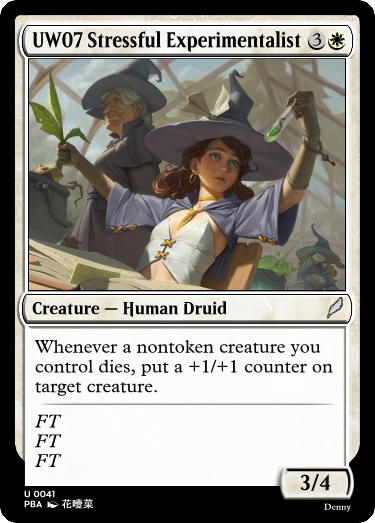 UW07 Stressful Experimentalist 3
Creature — Human Druid
Whenever a nontoken creature you
control dies, put a +1/+1 counter on
target creature.
FT
FT
FT
3/4
U 0041
PBA 花噎菜
Denny